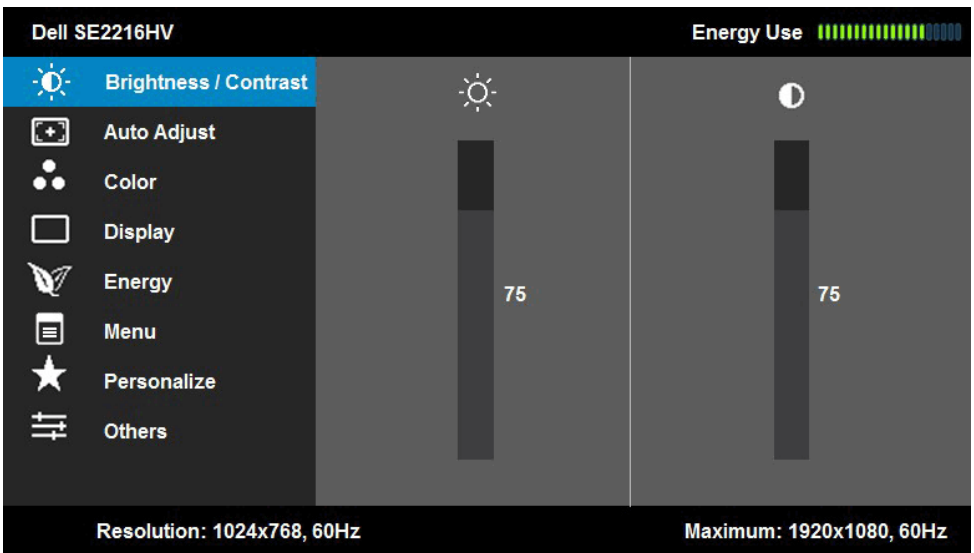 Dell SE2216HV
Energy Use
Brightness / Contrast
Auto Adjust
Color
Display
Energy
Menu
Personalize
Others
75
75
Resolution: 1024x768, 60Hz
Maximum: 1920x1080, 60Hz